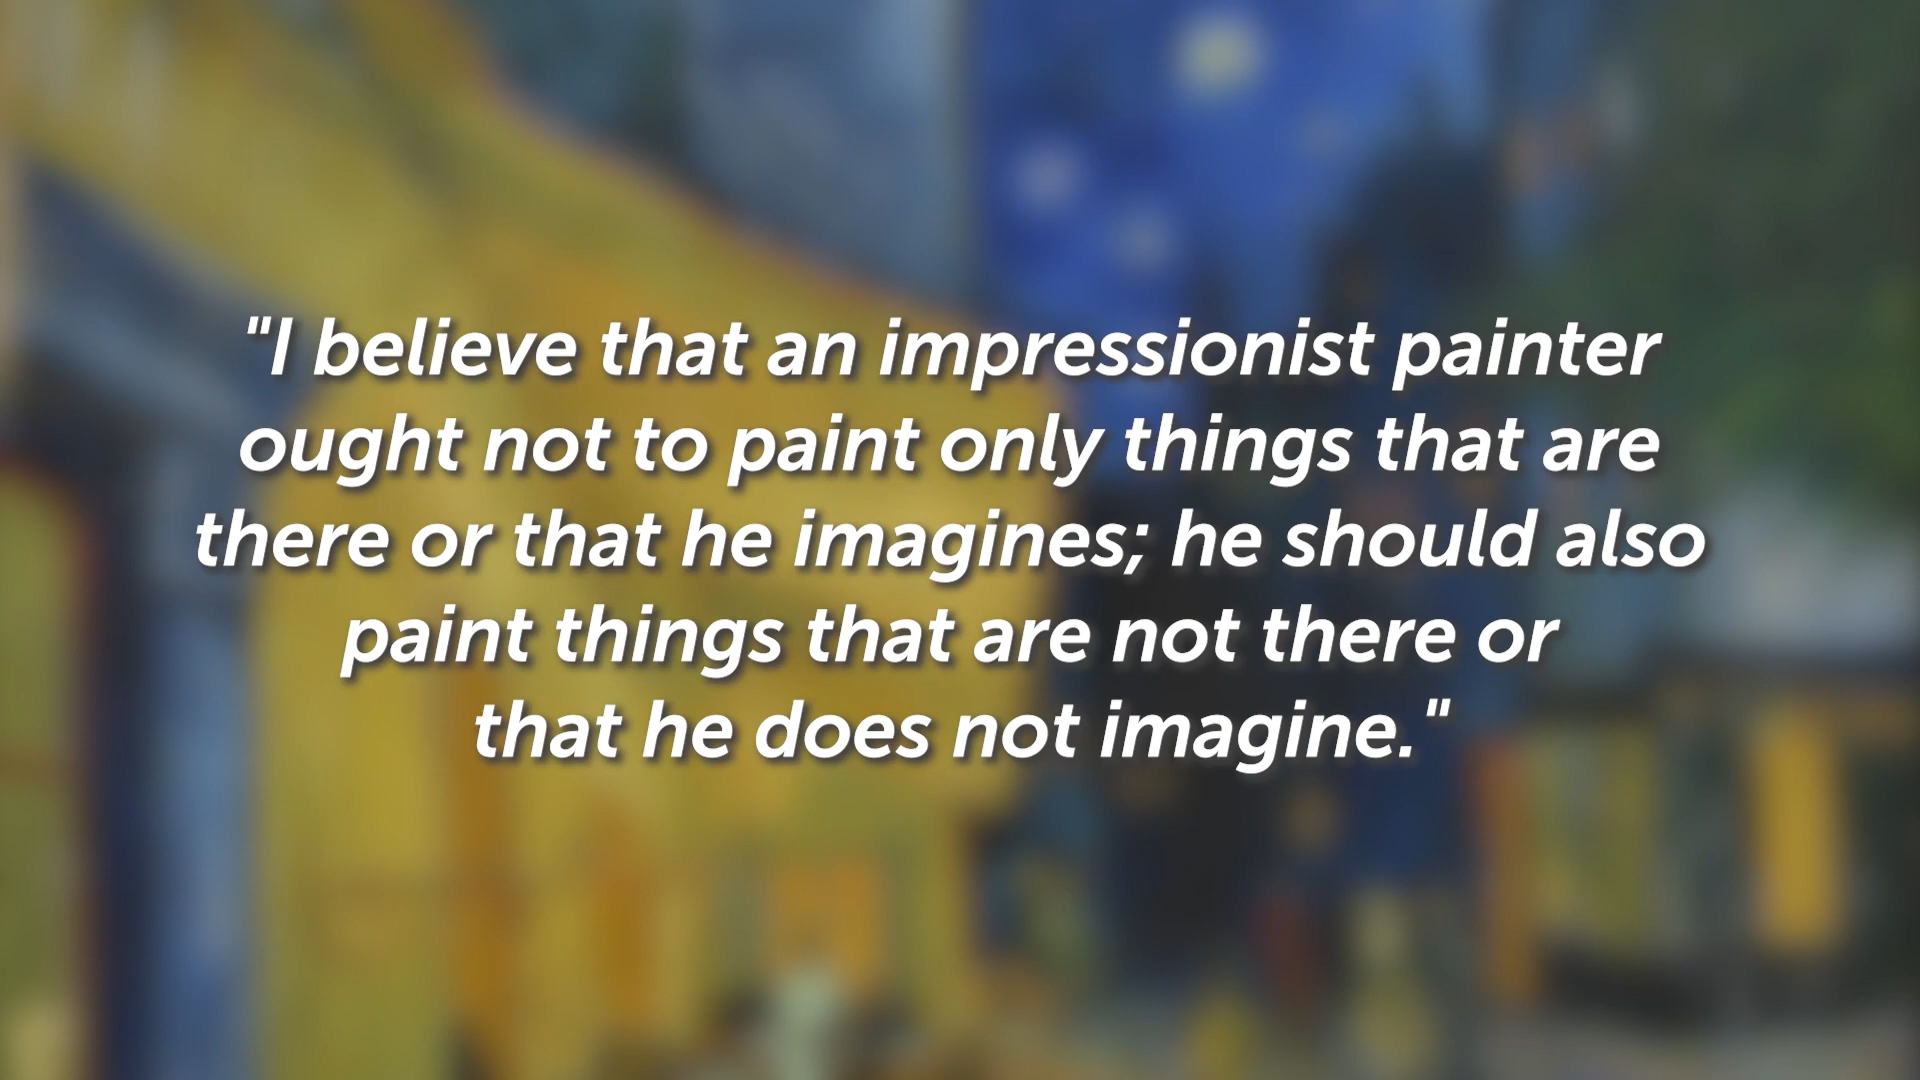 "I believe that an impressionist painter
ought not to paint only things that are
there or that he imagines; he should also
paint things that are not there or
that he does not imagine."